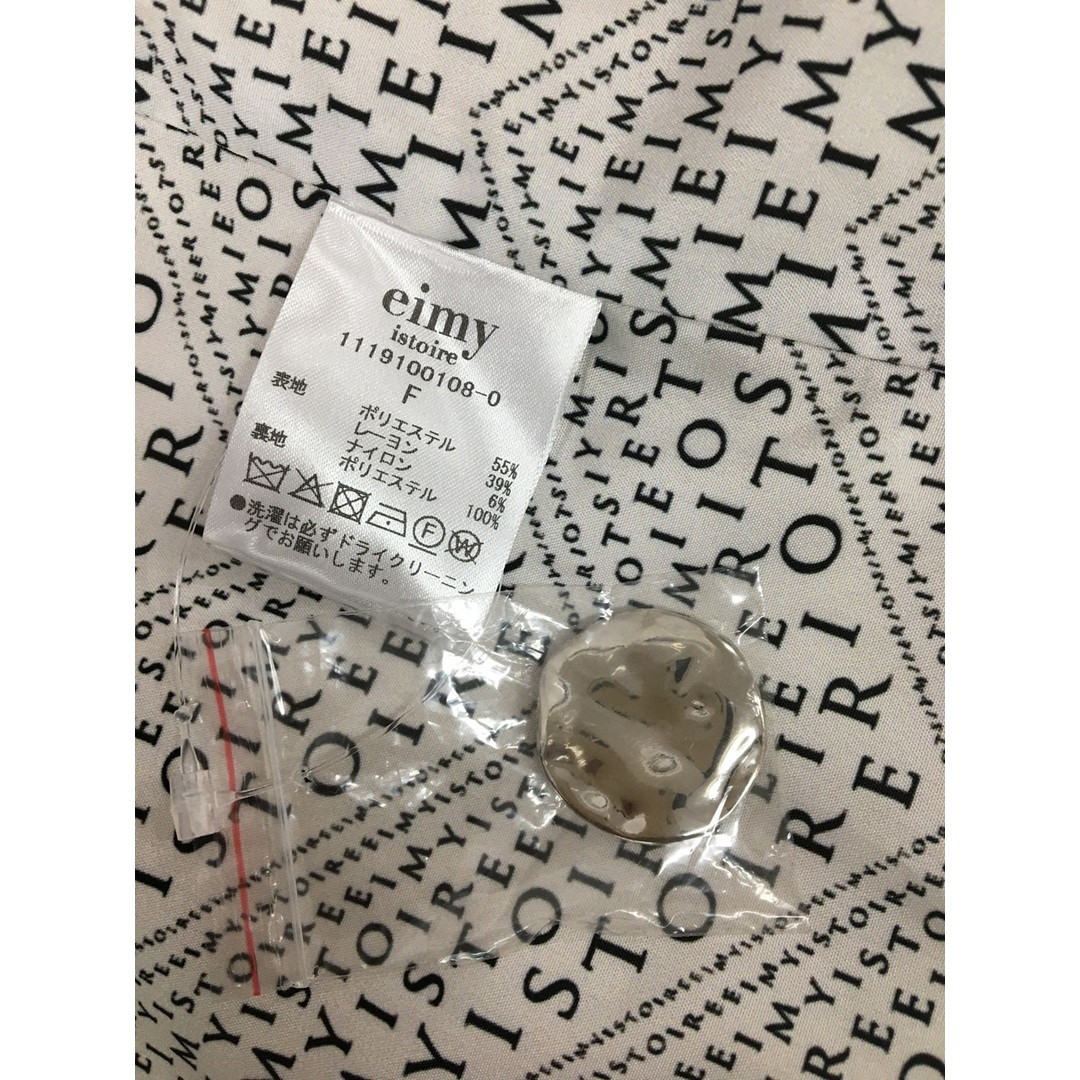 eimy
istoire
1119100108-0
F
表地
ポリエステル 55%
レーヨン 39%
ナイロン 6%
裏地 ポリエステル 100%
F W
●洗濯は必ずドライクリーニン
グでお願いします。
EIMYISTOIRE